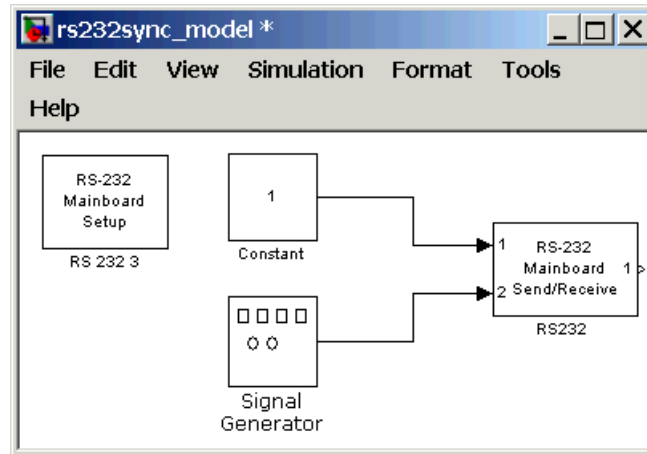 rs232sync_model *
File Edit View Simulation Format Tools
Help
RS-232
Mainboard
Setup
RS 232 3
1
Constant
Signal
Generator
1 RS-232
Mainboard 1
2 Send/Receive
RS232